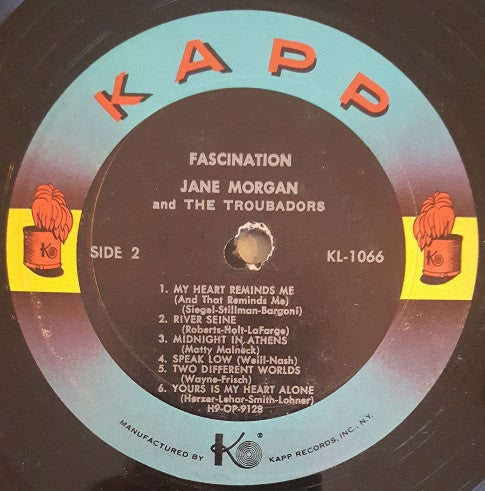 KAPP
FASCINATION
JANE MORGAN
and THE TROUBADORS
SIDE 2
KL-1066
1. MY HEART REMINDS ME
(And That Reminds Me)
(Siegel-Stillman-Bargoni)
2. RIVER SEINE
(Roberts-Holt-LaFarge)
3. MIDNIGHT IN ATHENS
(Matty Malneck)
4. SPEAK LOW (Weill-Nash)
5. TWO DIFFERENT WORLDS
(Wayne-Frisch)
6. YOURS IS MY HEART ALONE
(Herzer-Lehar-Smith-Lohner)
H9-OP-9128
MANUFACTURED BY K KAPP RECORDS, INC., N.Y.